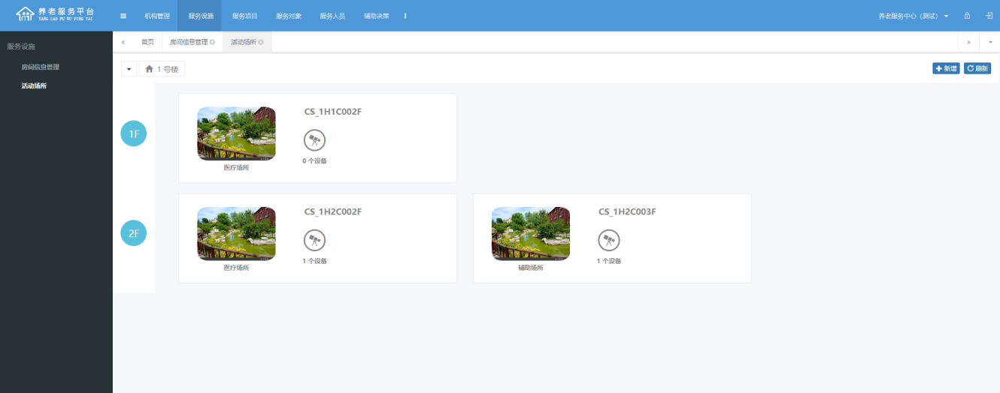 养老服务平台
YANG LAO FU WU PING TAI
机构管理 服务设施 服务项目 服务对象 服务人员 辅助决策
养老服务中心（测试）
服务设施
房间信息管理
活动场所
« 首页 房间信息管理 活动场所 »
1 号楼
新增 刷新
1F
CS_1H1C002F
0 个设备
医疗场所
2F
CS_1H2C002F
1 个设备
医疗场所
CS_1H2C003F
1 个设备
辅助场所